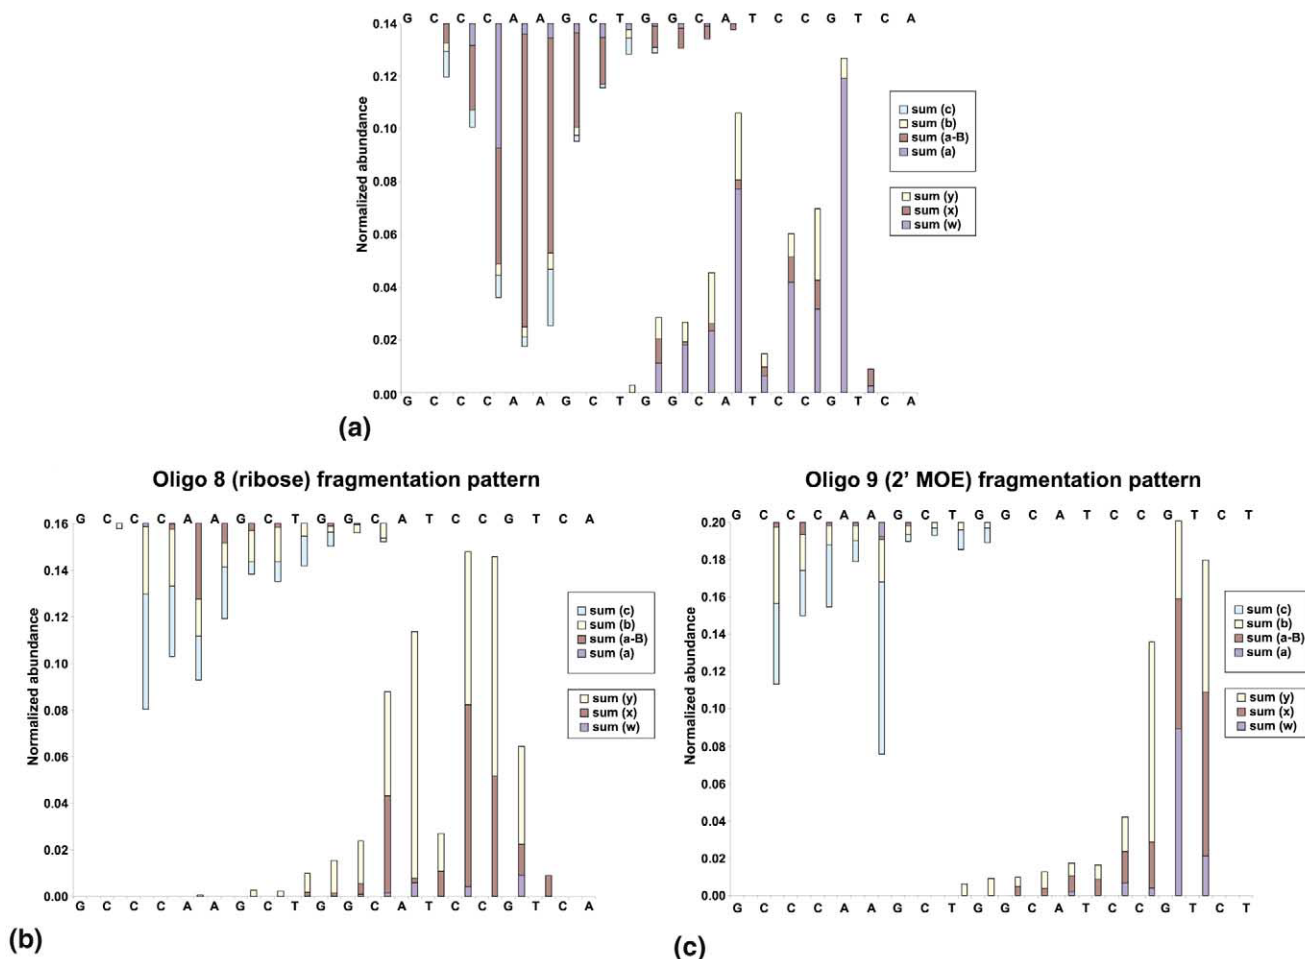 G C C C A A G C T G G C A T C C G T C A
0.14
0.12
0.10
0.08
0.06
0.04
0.02
0.00
Normalized abundance
sum (c)
sum (b)
sum (a-B)
sum (a)
sum (y)
sum (x)
sum (w)
G C C C A A G C T G G C A T C C G T C A
(a)
Oligo 8 (ribose) fragmentation pattern
G C C C A A G C T G G C A T C C G T C A
0.16
0.14
0.12
0.10
0.08
0.06
0.04
0.02
0.00
Normalized abundance
sum (c)
sum (b)
sum (a-B)
sum (a)
sum (y)
sum (x)
sum (w)
G C C C A A G C T G G C A T C C G T C A
(b)
Oligo 9 (2' MOE) fragmentation pattern
G C C C A A G C T G G C A T C C G T C T
0.20
0.18
0.16
0.14
0.12
0.10
0.08
0.06
0.04
0.02
0.00
Normalized abundance
sum (c)
sum (b)
sum (a-B)
sum (a)
sum (y)
sum (x)
sum (w)
G C C C A A G C T G G C A T C C G T C T
(c)